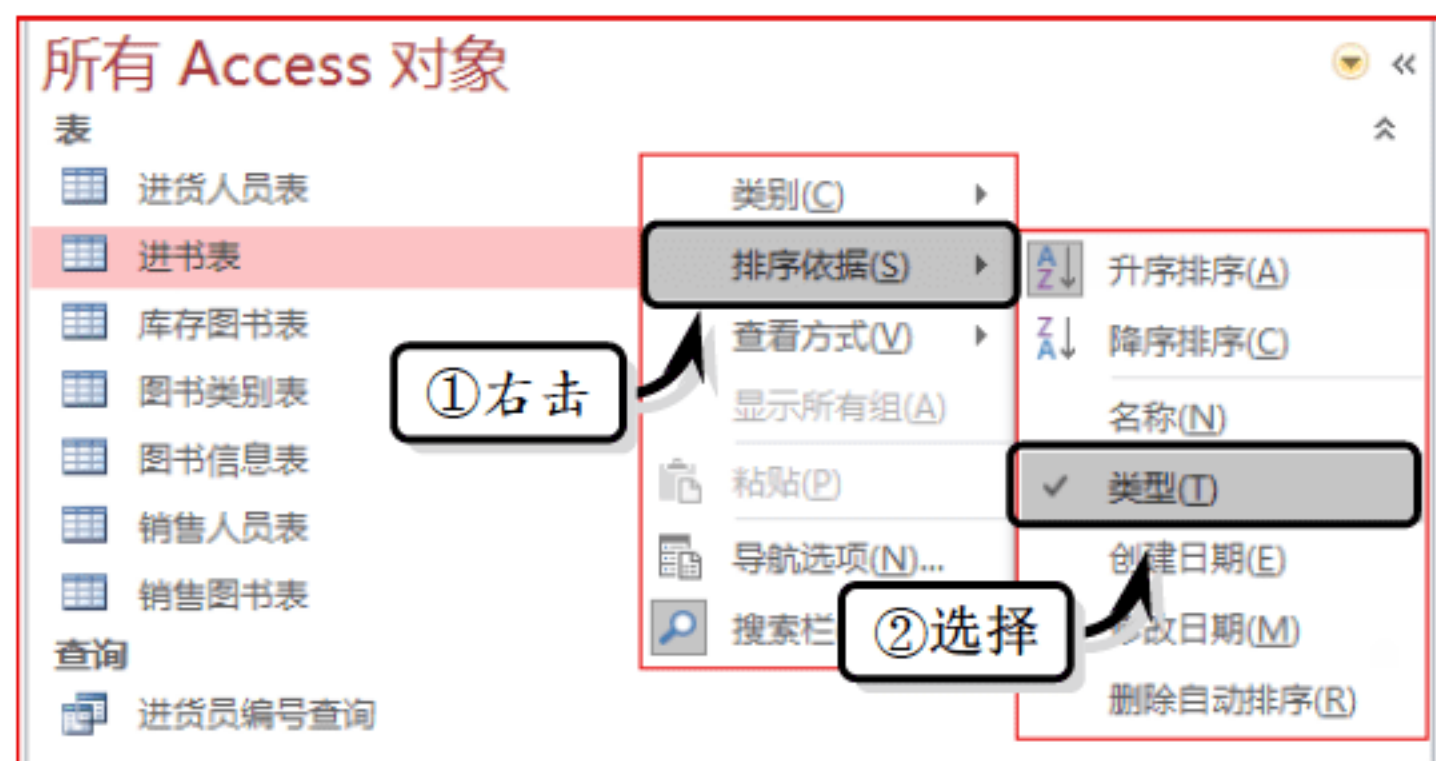 所有 Access 对象
表
进货人员表
进书表
库存图书表
图书类别表
图书信息表
销售人员表
销售图书表
查询
进货员编号查询
类别(C)
排序依据(S)
查看方式(V)
显示所有组(A)
粘贴(P)
导航选项(N)...
搜索栏
升序排序(A)
降序排序(C)
名称(N)
类型(T)
创建日期(E)
修改日期(M)
删除自动排序(R)
①右击
②选择